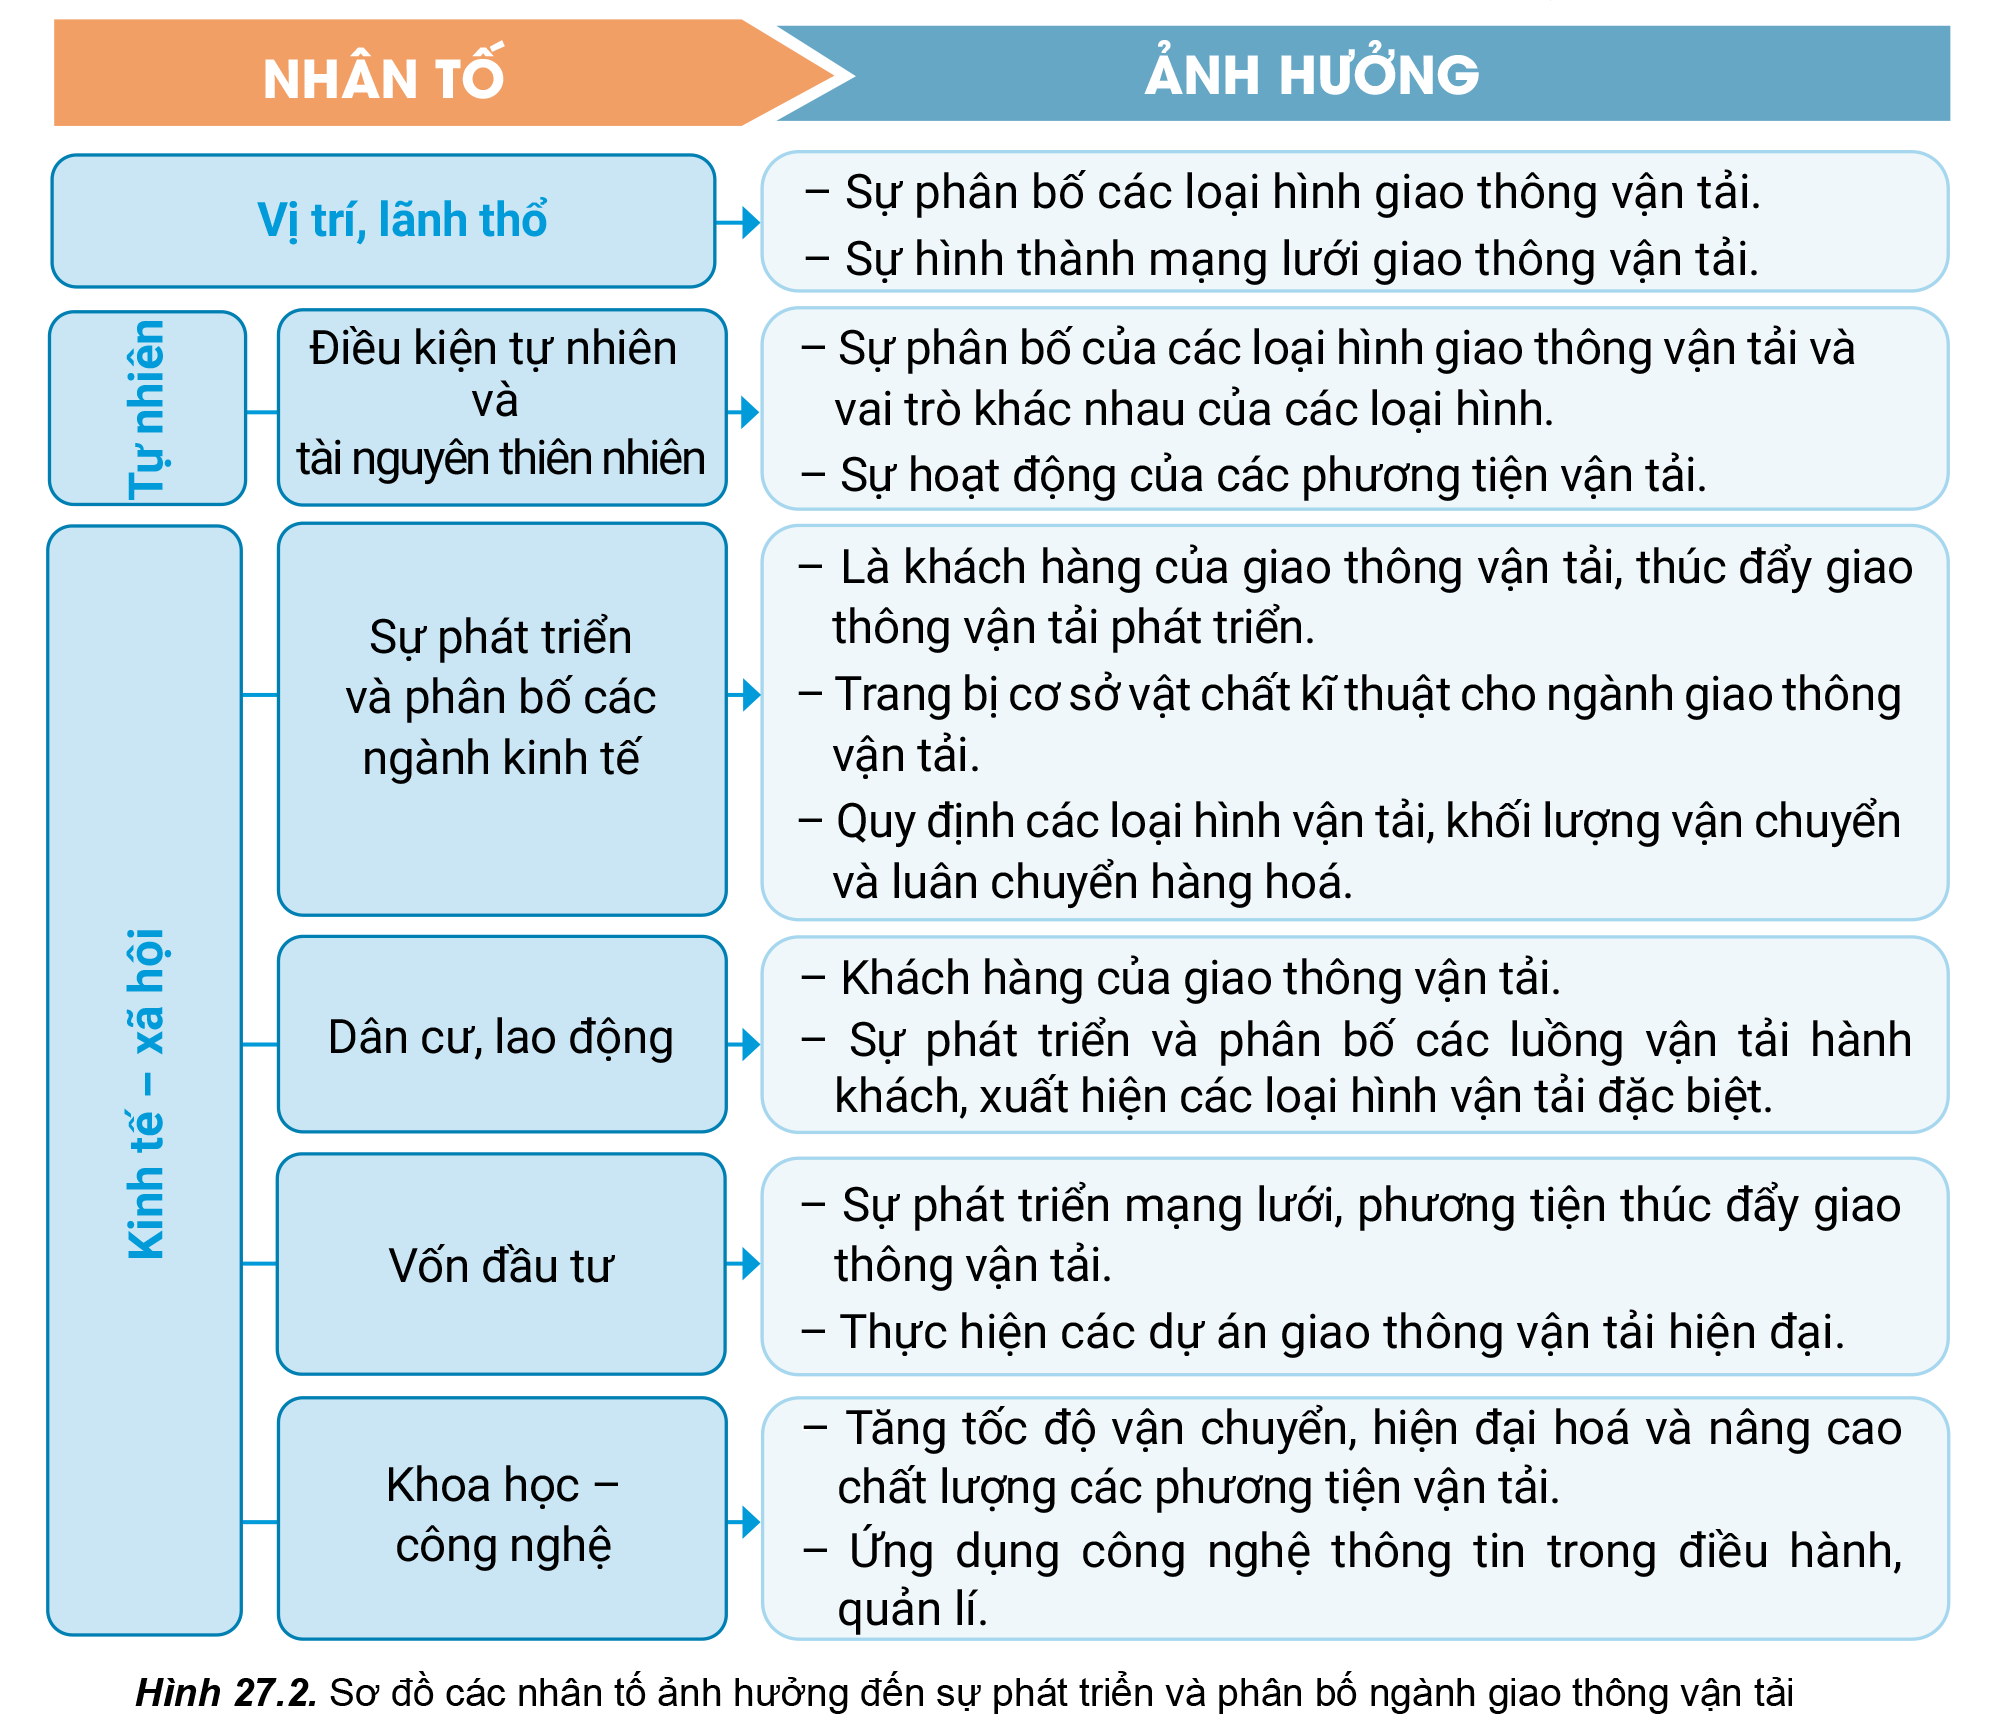 NHÂN TỐ
ẢNH HƯỞNG
Vị trí, lãnh thổ
– Sự phân bố các loại hình giao thông vận tải.
– Sự hình thành mạng lưới giao thông vận tải.
Tự nhiên
Điều kiện tự nhiên
và
tài nguyên thiên nhiên
– Sự phân bố của các loại hình giao thông vận tải và
vai trò khác nhau của các loại hình.
– Sự hoạt động của các phương tiện vận tải.
Kinh tế – xã hội
Sự phát triển
và phân bố các
ngành kinh tế
– Là khách hàng của giao thông vận tải, thúc đẩy giao
thông vận tải phát triển.
– Trang bị cơ sở vật chất kĩ thuật cho ngành giao thông
vận tải.
– Quy định các loại hình vận tải, khối lượng vận chuyển
và luân chuyển hàng hoá.
Dân cư, lao động
– Khách hàng của giao thông vận tải.
– Sự phát triển và phân bố các luồng vận tải hành
khách, xuất hiện các loại hình vận tải đặc biệt.
Vốn đầu tư
– Sự phát triển mạng lưới, phương tiện thúc đẩy giao
thông vận tải.
– Thực hiện các dự án giao thông vận tải hiện đại.
Khoa học –
công nghệ
– Tăng tốc độ vận chuyển, hiện đại hoá và nâng cao
chất lượng các phương tiện vận tải.
– Ứng dụng công nghệ thông tin trong điều hành,
quản lí.
Hình 27.2. Sơ đồ các nhân tố ảnh hưởng đến sự phát triển và phân bố ngành giao thông vận tải